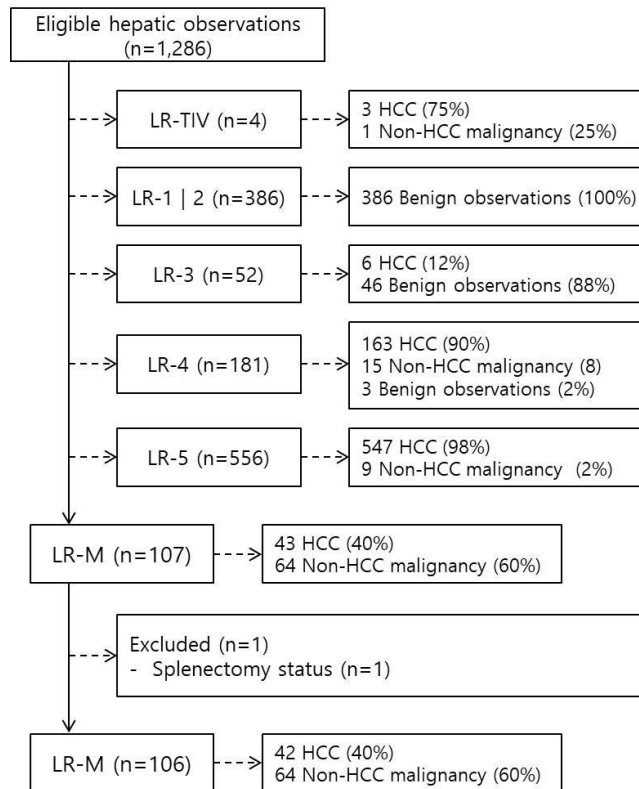 Eligible hepatic observations
(n=1,286)
LR-TIV (n=4)
3 HCC (75%)
1 Non-HCC malignancy (25%)
LR-1 | 2 (n=386)
386 Benign observations (100%)
LR-3 (n=52)
6 HCC (12%)
46 Benign observations (88%)
LR-4 (n=181)
163 HCC (90%)
15 Non-HCC malignancy (8)
3 Benign observations (2%)
LR-5 (n=556)
547 HCC (98%)
9 Non-HCC malignancy (2%)
LR-M (n=107)
43 HCC (40%)
64 Non-HCC malignancy (60%)
Excluded (n=1)
- Splenectomy status (n=1)
LR-M (n=106)
42 HCC (40%)
64 Non-HCC malignancy (60%)